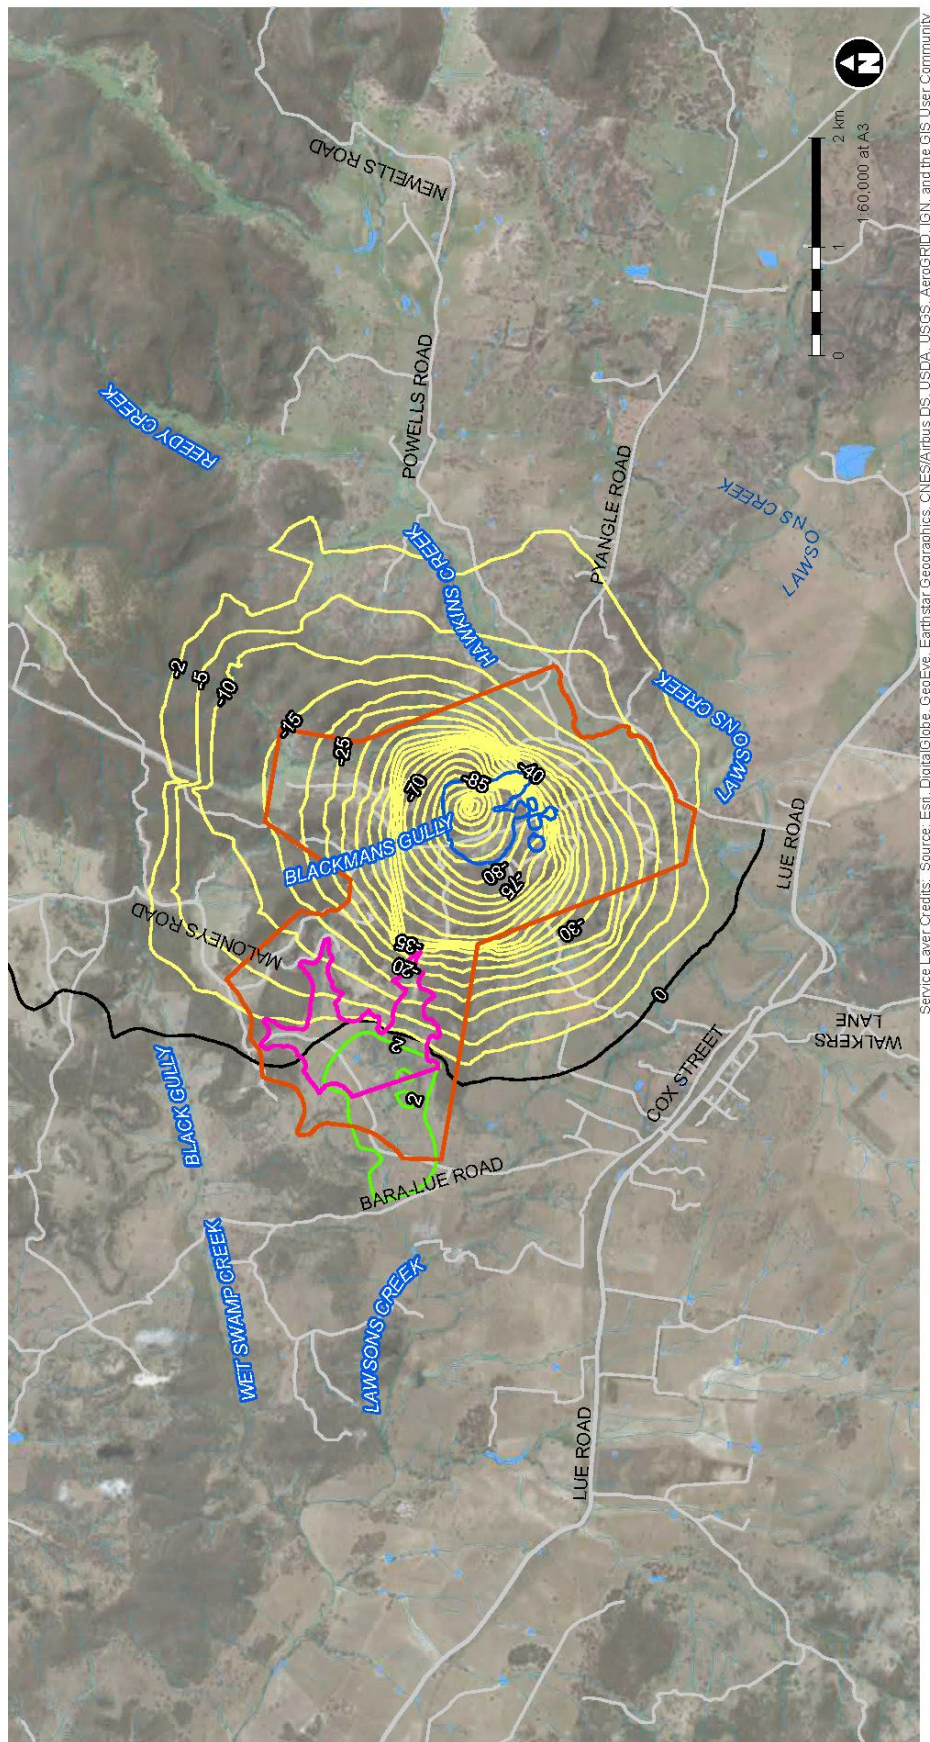 NEWELLS ROAD
N
2 km
1
0
1:60,000 at A3
REEDY CREEK
POWELLS ROAD
HAWKINS CREEK
PYANGLE ROAD
LAWSONS CREEK
-2
-5
-10
-15
-25
-70
-85
-40
-80
-75
-30
-35
-20
BLACKMANS GULLY
LAWSONS CREEK
MALONEYS ROAD
LUE ROAD
0
2
2
BLACK GULLY
COX STREET
WALKERS
LANE
BARA-LUE ROAD
WET SWAMP CREEK
LAWSONS CREEK
LUE ROAD
Service Layer Credits: Source: Esri, DigitalGlobe, GeoEye, Earthstar Geographics, CNES/Airbus DS, USDA, USGS, AeroGRID, IGN, and the GIS User Community